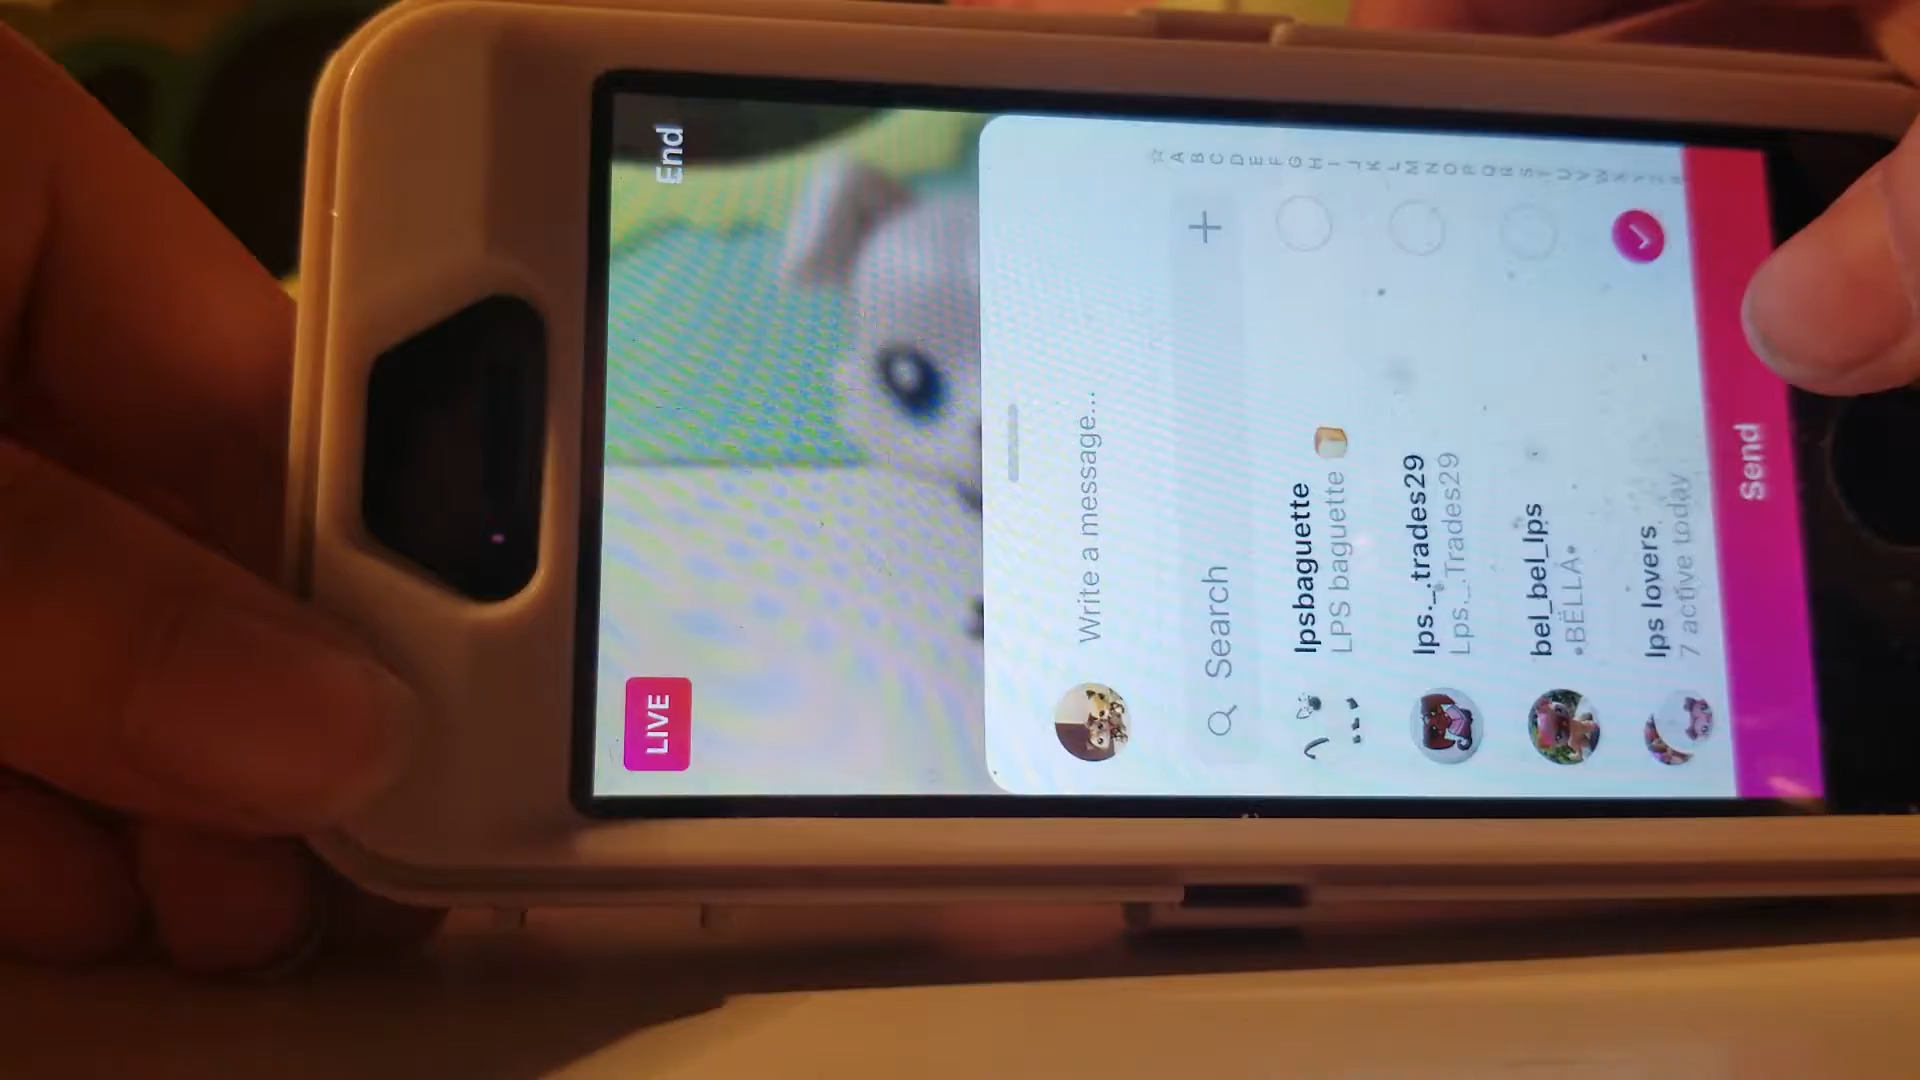 LIVE
End
Write a message...
Search
A
B
C
D
E
F
G
H
I
J
K
L
M
N
O
P
Q
R
S
T
U
V
W
lpsbaguette
LPS baguette 🍞
lps._.trades29
Lps._.Trades29
bel_bel_lps
•BELLA•
lps lovers
7 active today
Send